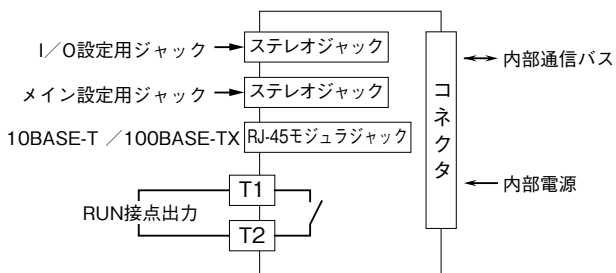 I／O設定用ジャック
ステレオジャック
メイン設定用ジャック
ステレオジャック
10BASE-T ／100BASE-TX
RJ-45モジュラジャック
RUN接点出力
T1
T2
コネクタ
内部通信バス
内部電源